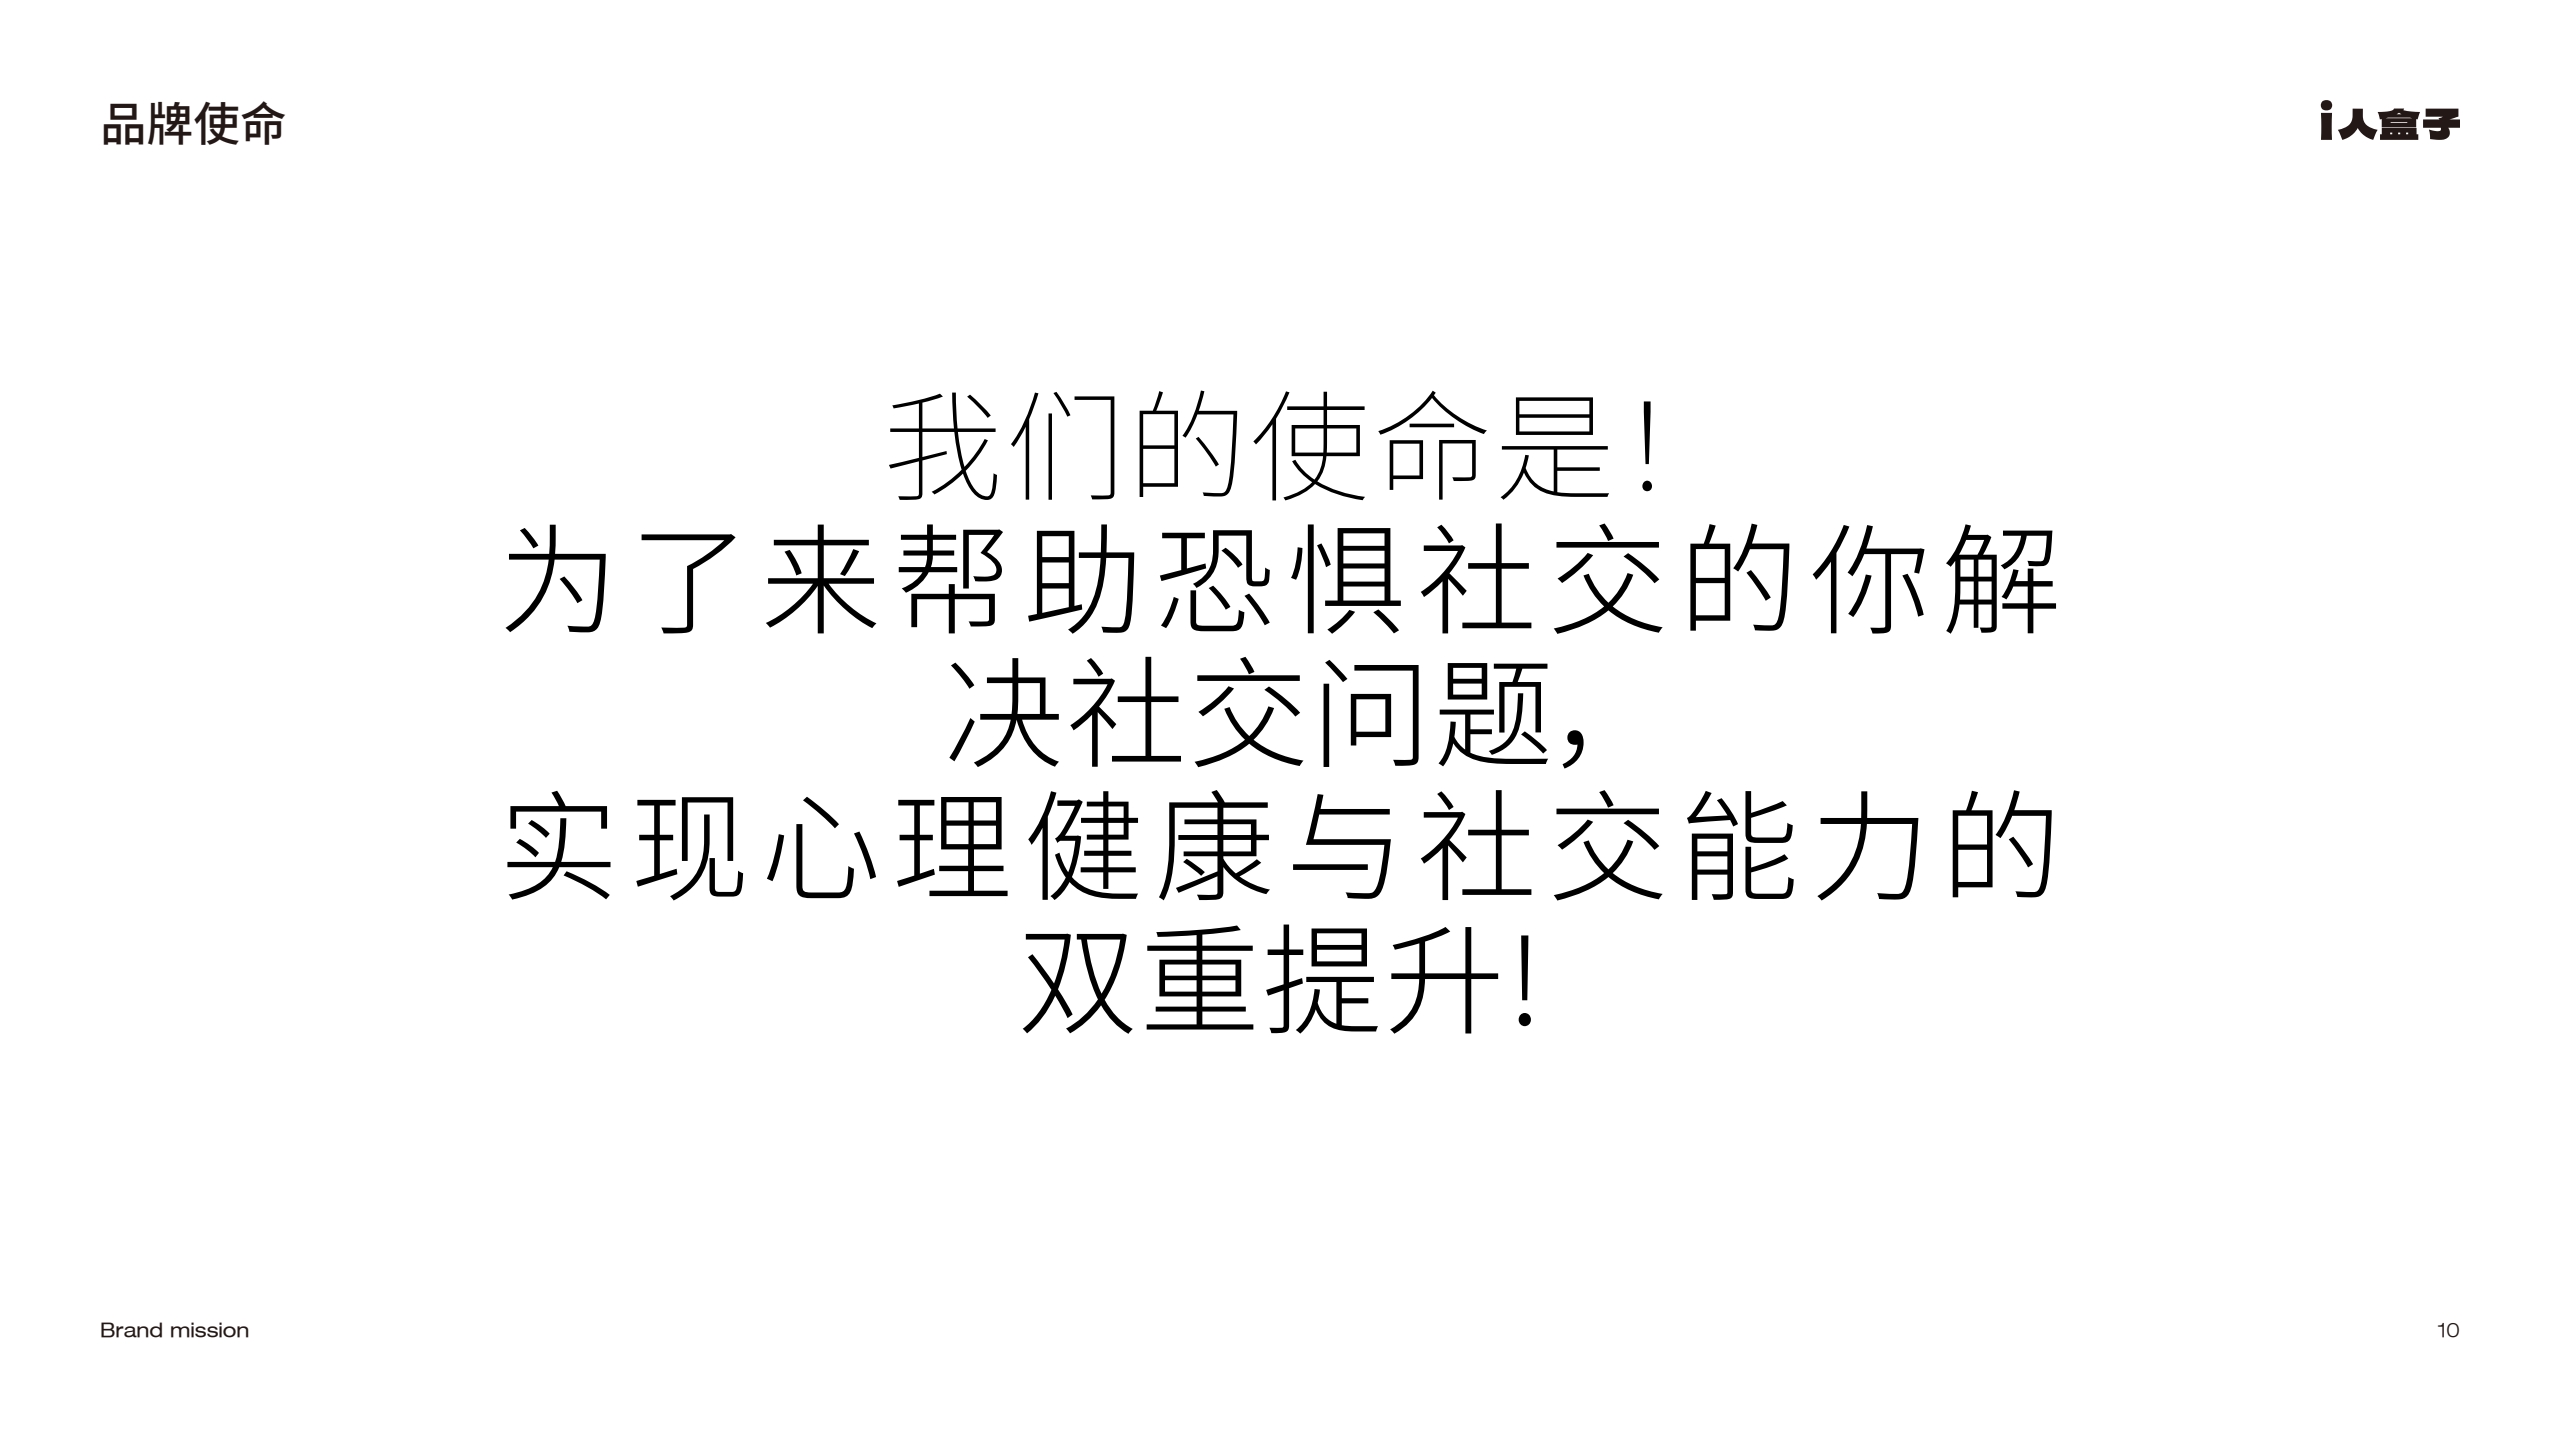 品牌使命
i人盒子
我们的使命是！
为了来帮助恐惧社交的你解
决社交问题，
实现心理健康与社交能力的
双重提升！
Brand mission
10